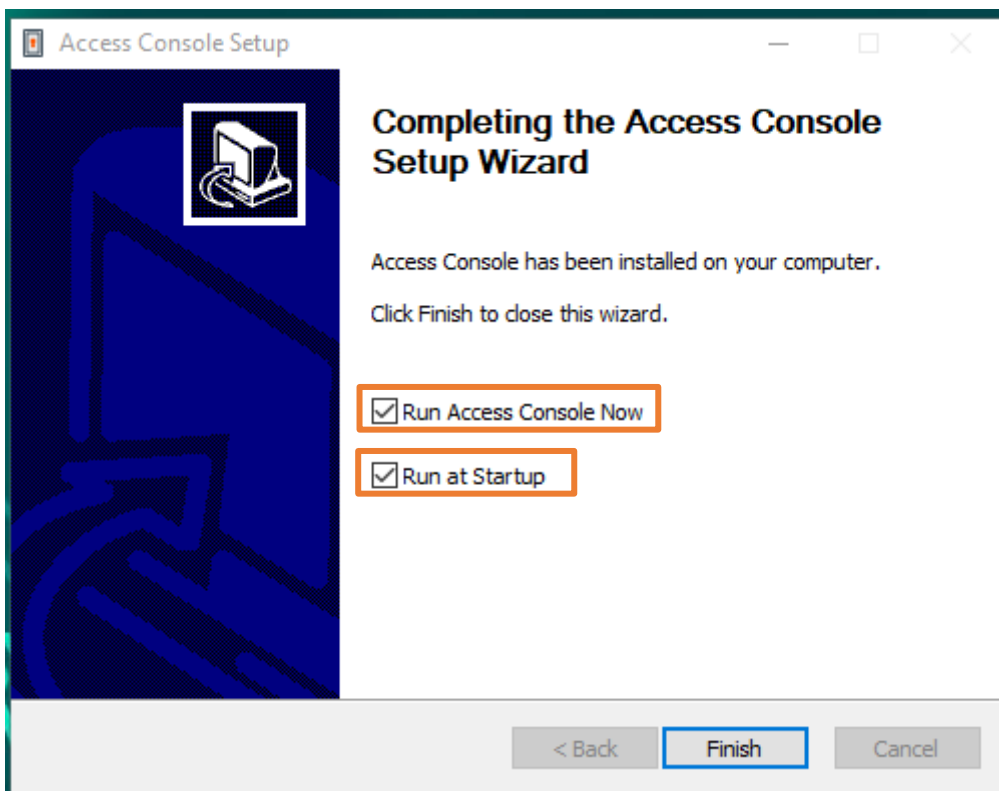 Access Console Setup
Completing the Access Console
Setup Wizard
Access Console has been installed on your computer.
Click Finish to close this wizard.
Run Access Console Now
Run at Startup
< Back
Finish
Cancel